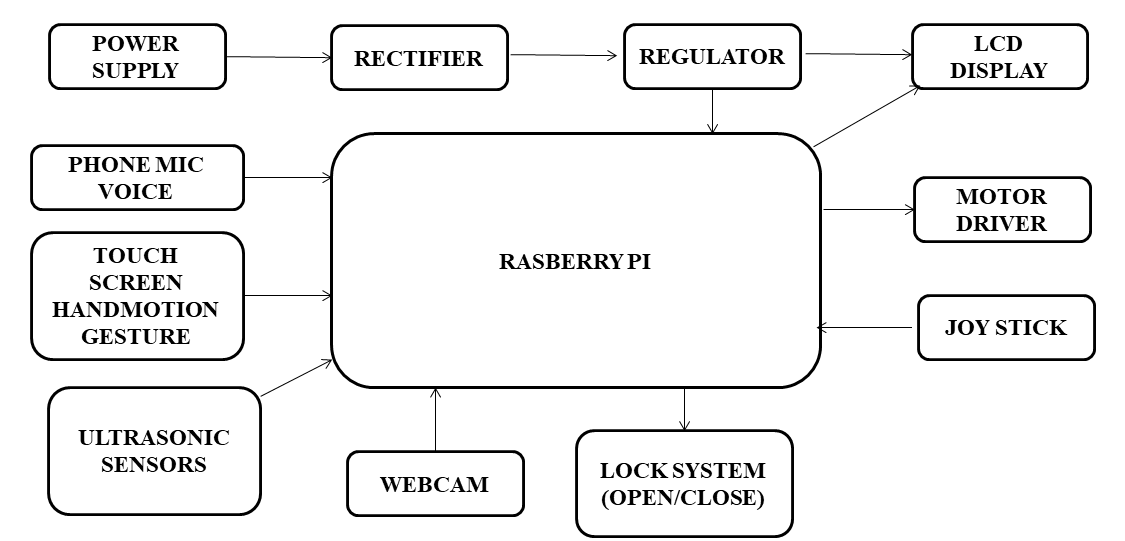 POWER
SUPPLY
RECTIFIER
REGULATOR
LCD
DISPLAY
PHONE MIC
VOICE
MOTOR
DRIVER
TOUCH
SCREEN
HANDMOTION
GESTURE
RASBERRY PI
JOY STICK
ULTRASONIC
SENSORS
WEBCAM
LOCK SYSTEM
(OPEN/CLOSE)